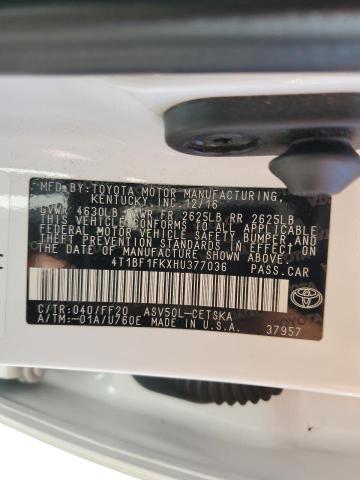 MFD.BY:TOYOTA MOTOR MANUFACTURING,
KENTUCKY, INC. 12/16
GVWR 4630LB GAWR FR 2625LB RR 2625LB
THIS VEHICLE CONFORMS TO ALL APPLICABLE
FEDERAL MOTOR VEHICLE SAFETY, BUMPER AND
THEFT PREVENTION STANDARDS IN EFFECT ON
THE DATE OF MANUFACTURE SHOWN ABOVE.
4T1BF1FKXHU377036 PASS.CAR
C/TR:040/FF20 ASV50L-CETSKA
A/TM:-01A/U760E
37957
TOYOTA